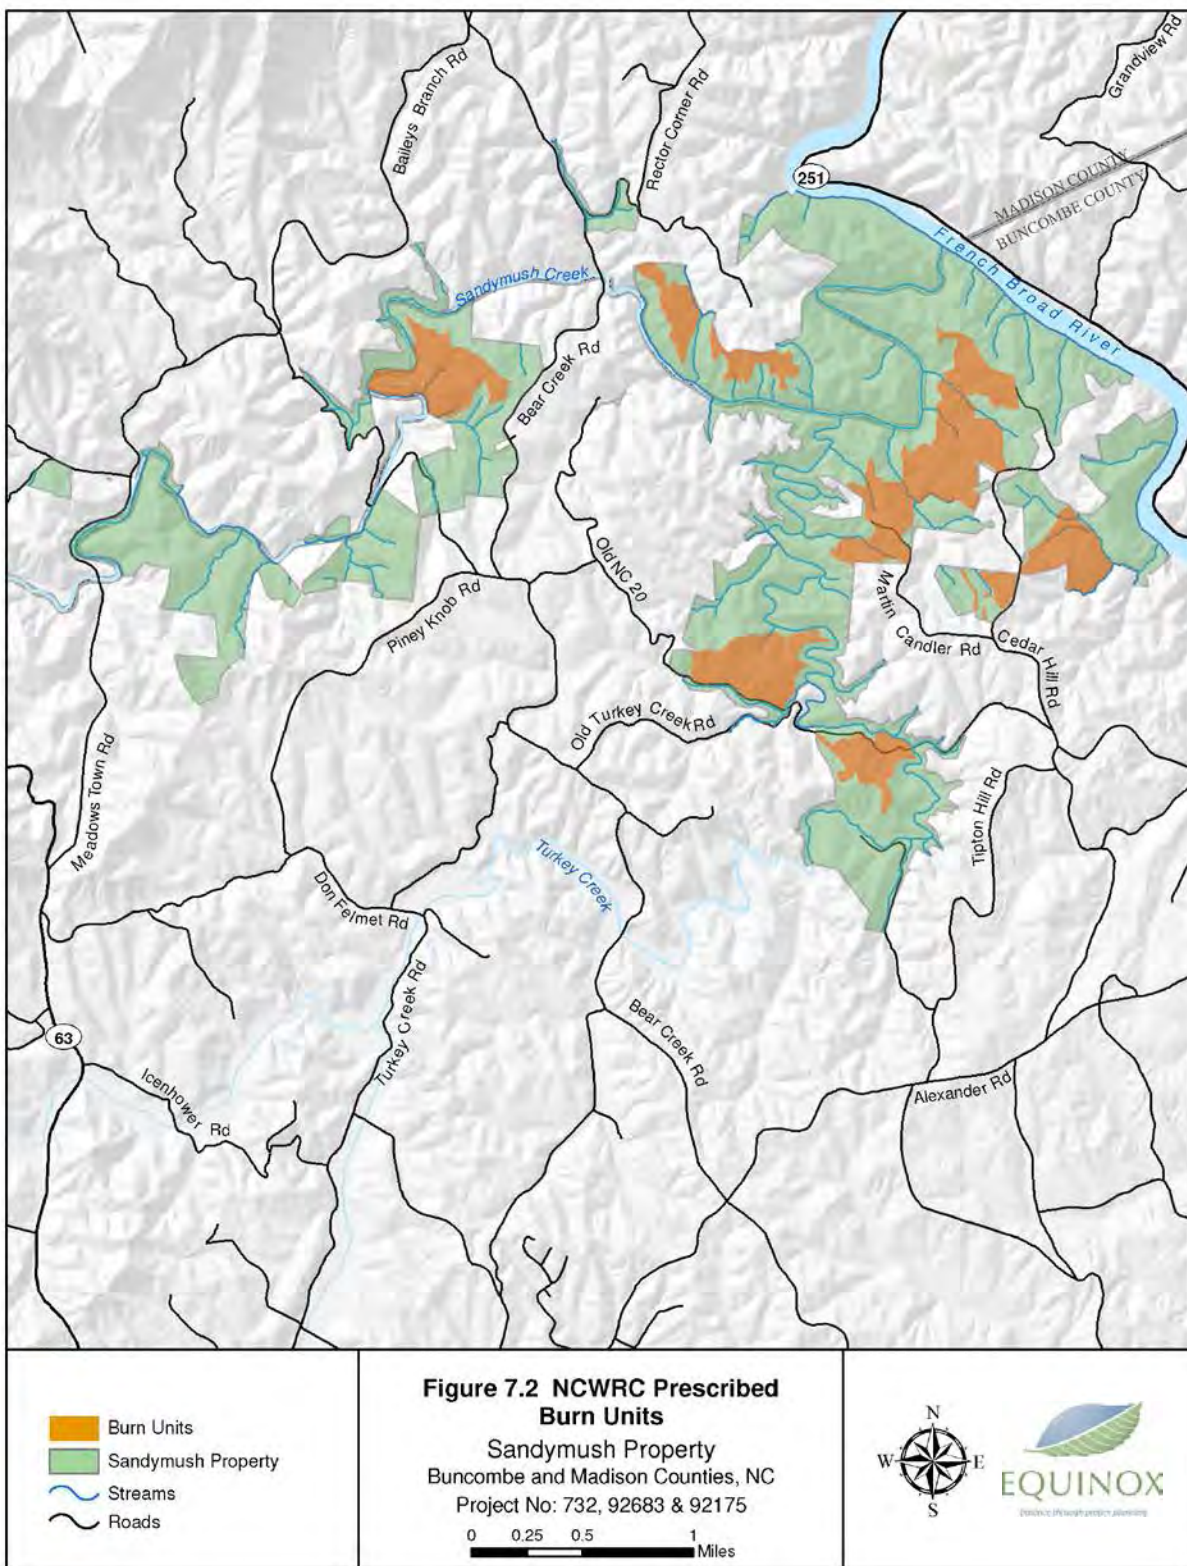 Baileys Branch Rd
Rector Corner Rd
Grandview Rd
251
MADISON COUNTY
BUNCOMBE COUNTY
French Broad River
Sandymush Creek
Bear Creek Rd
Old NC 20
Piney Knob Rd
Martin Candler Rd
Cedar Hill Rd
Old Turkey Creek Rd
Meadows Town Rd
Tipton Hill Rd
Turkey Creek
Don Felmet Rd
Turkey Creek Rd
Bear Creek Rd
63
Icenhower Rd
Alexander Rd
Burn Units
Sandymush Property
Streams
Roads
Figure 7.2 NCWRC Prescribed
Burn Units
Sandymush Property
Buncombe and Madison Counties, NC
Project No: 732, 92683 & 92175
0 0.25 0.5 1
Miles
N
W E
S
EQUINOX
balance through proper planning